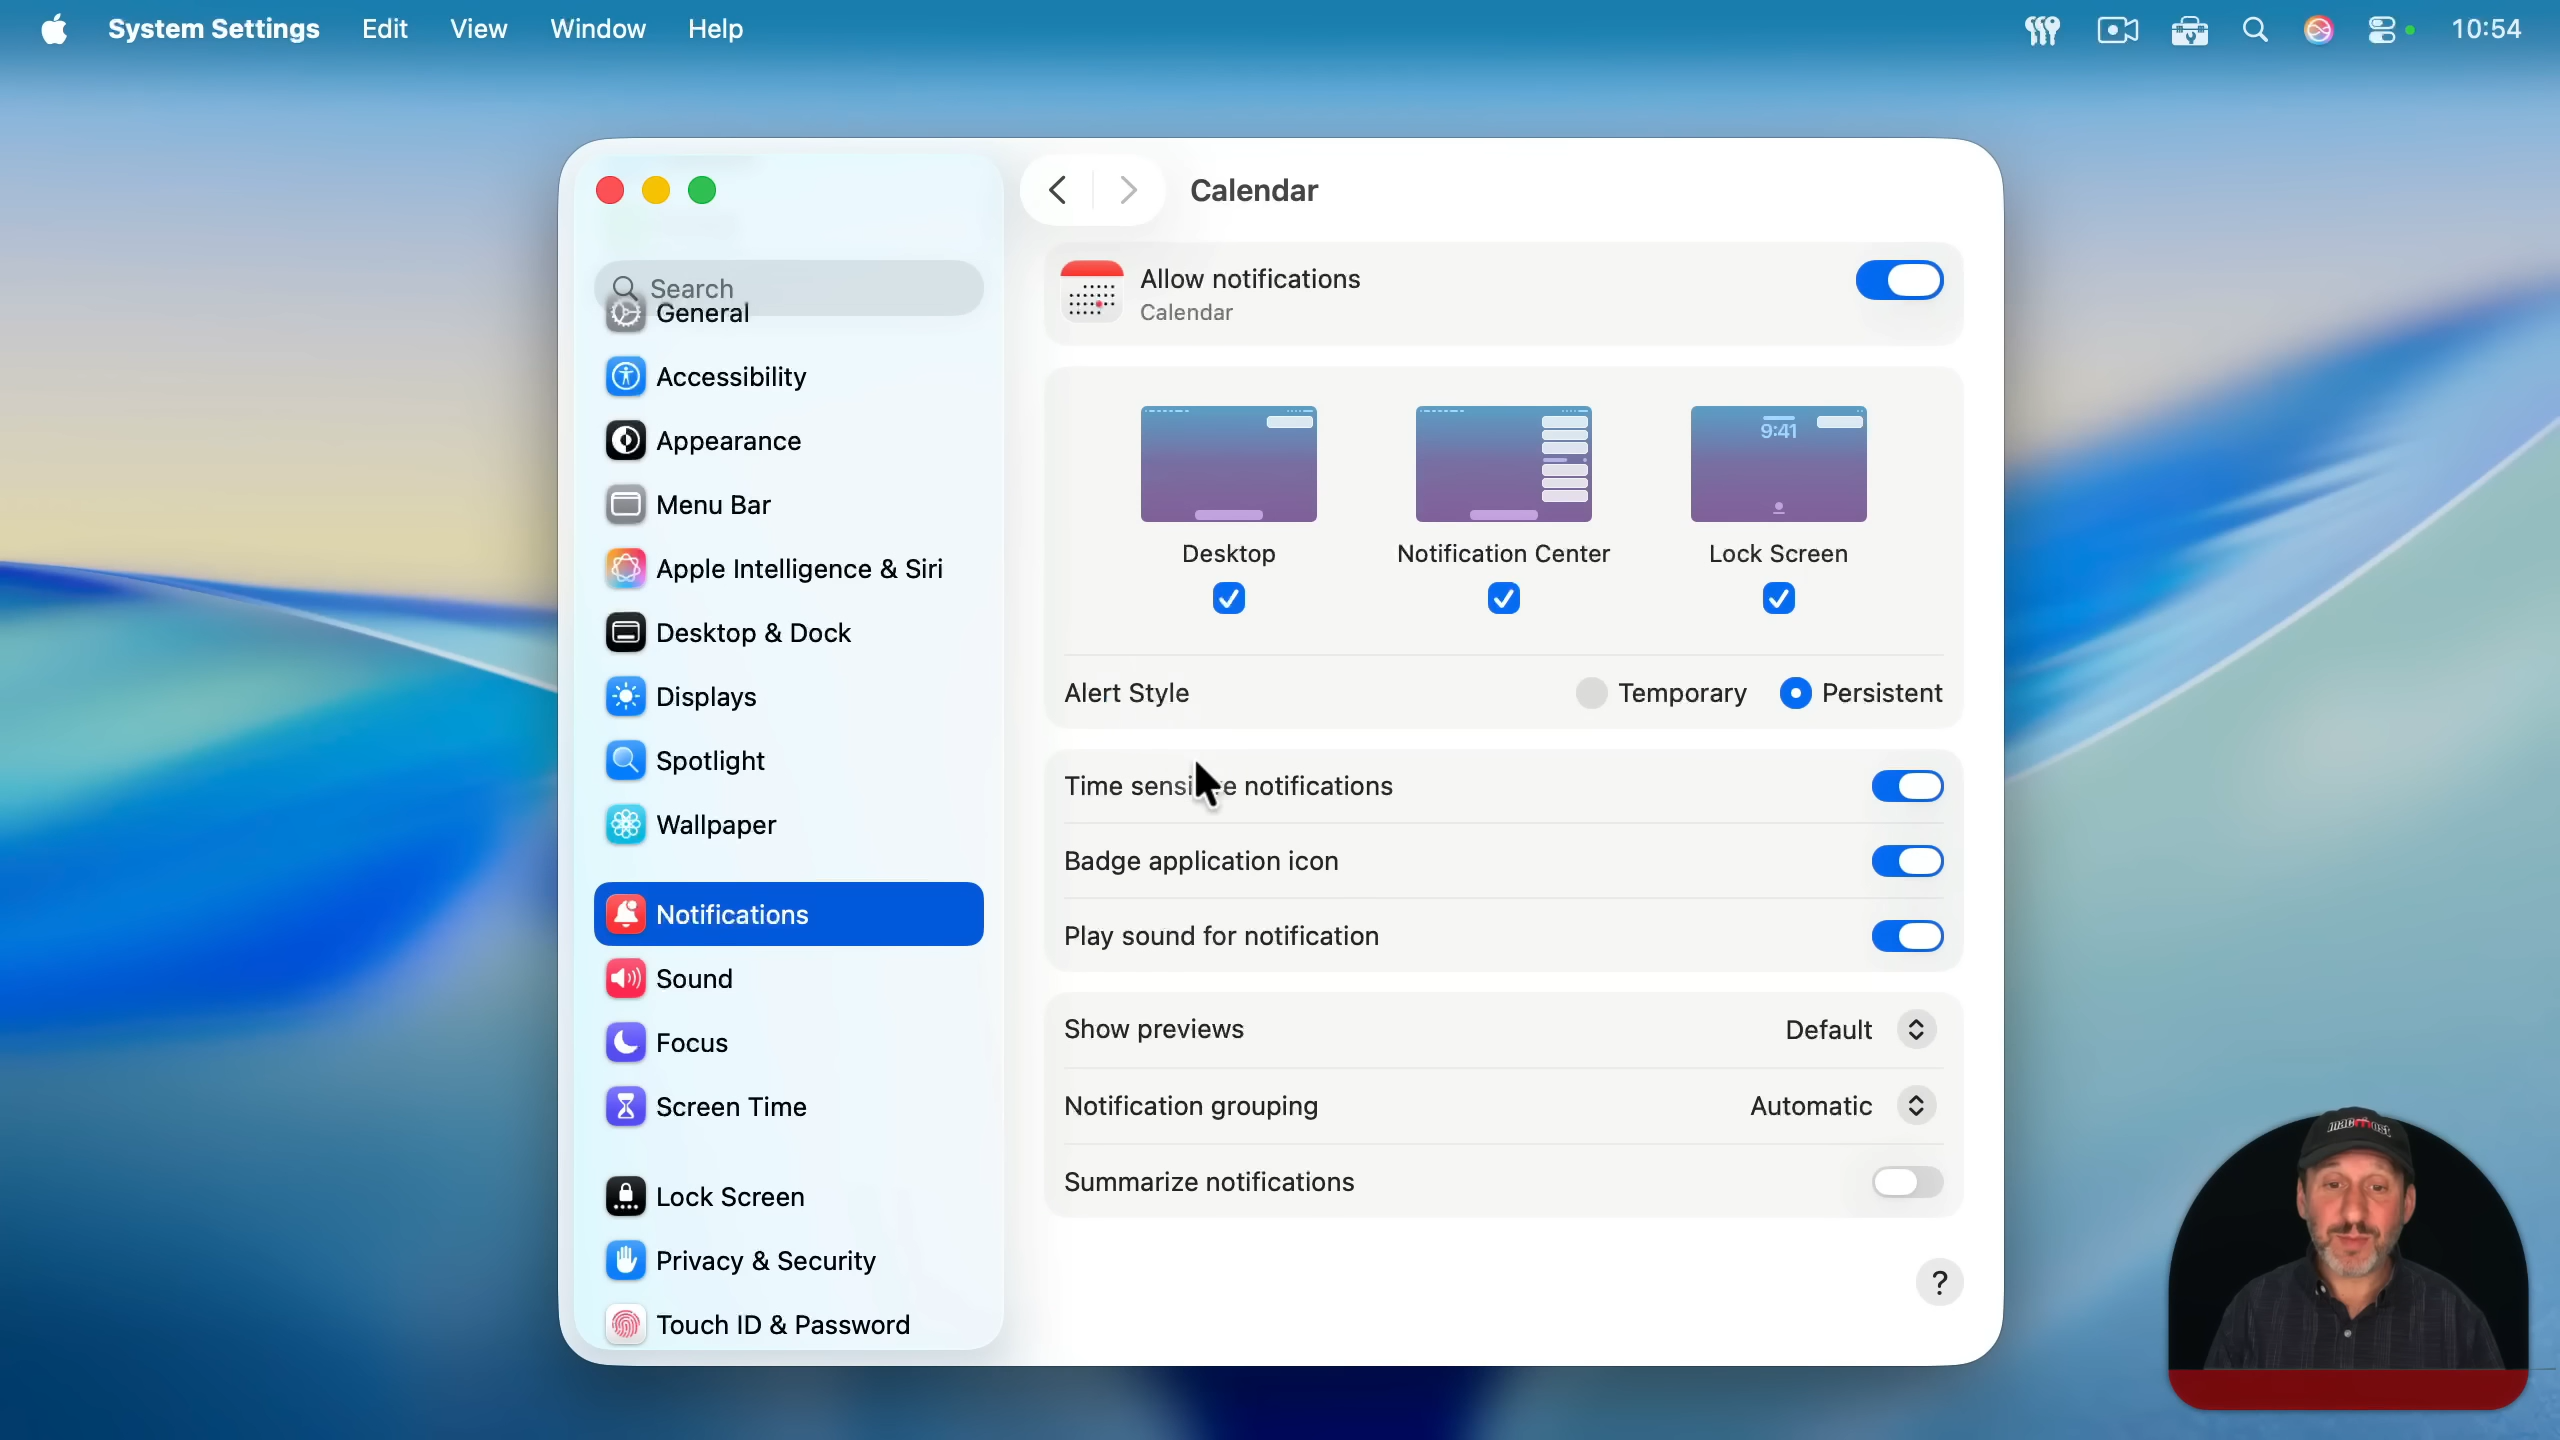 System Settings Edit View Window Help 10:54
Calendar
Search
General
Accessibility
Appearance
Menu Bar
Apple Intelligence & Siri
Desktop & Dock
Displays
Spotlight
Wallpaper
Notifications
Sound
Focus
Screen Time
Lock Screen
Privacy & Security
Touch ID & Password
Allow notifications
Calendar
9:41
Desktop Notification Center Lock Screen
Alert Style Temporary Persistent
Time sensitive notifications
Badge application icon
Play sound for notification
Show previews Default
Notification grouping Automatic
Summarize notifications
?
macmost